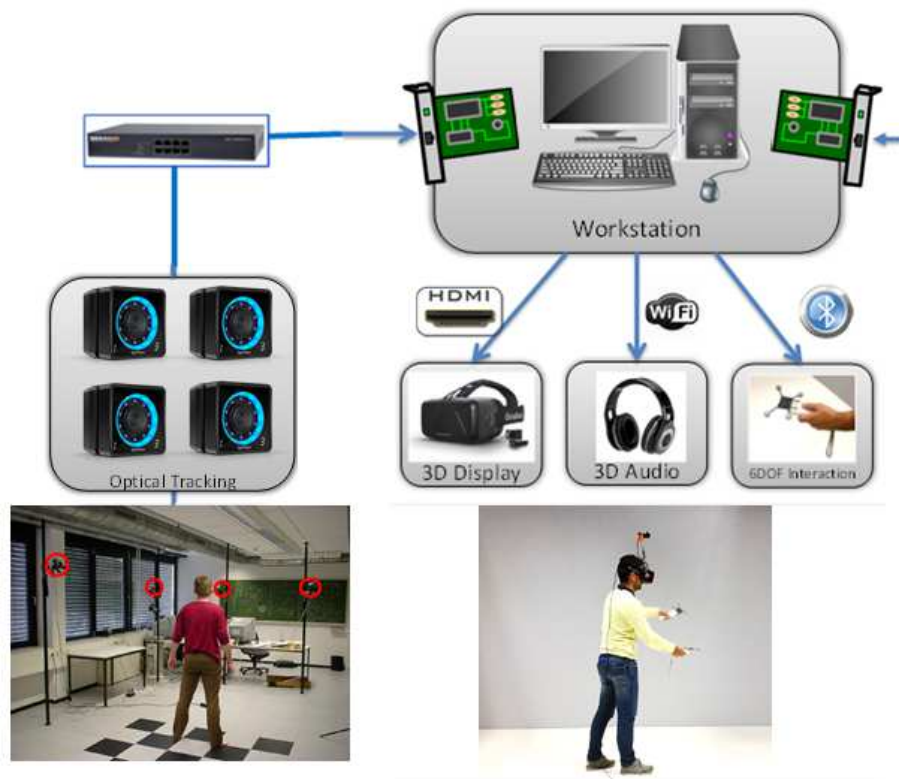 Workstation
HDMI
WiFi
Optical Tracking
3D Display
3D Audio
6DOF Interaction